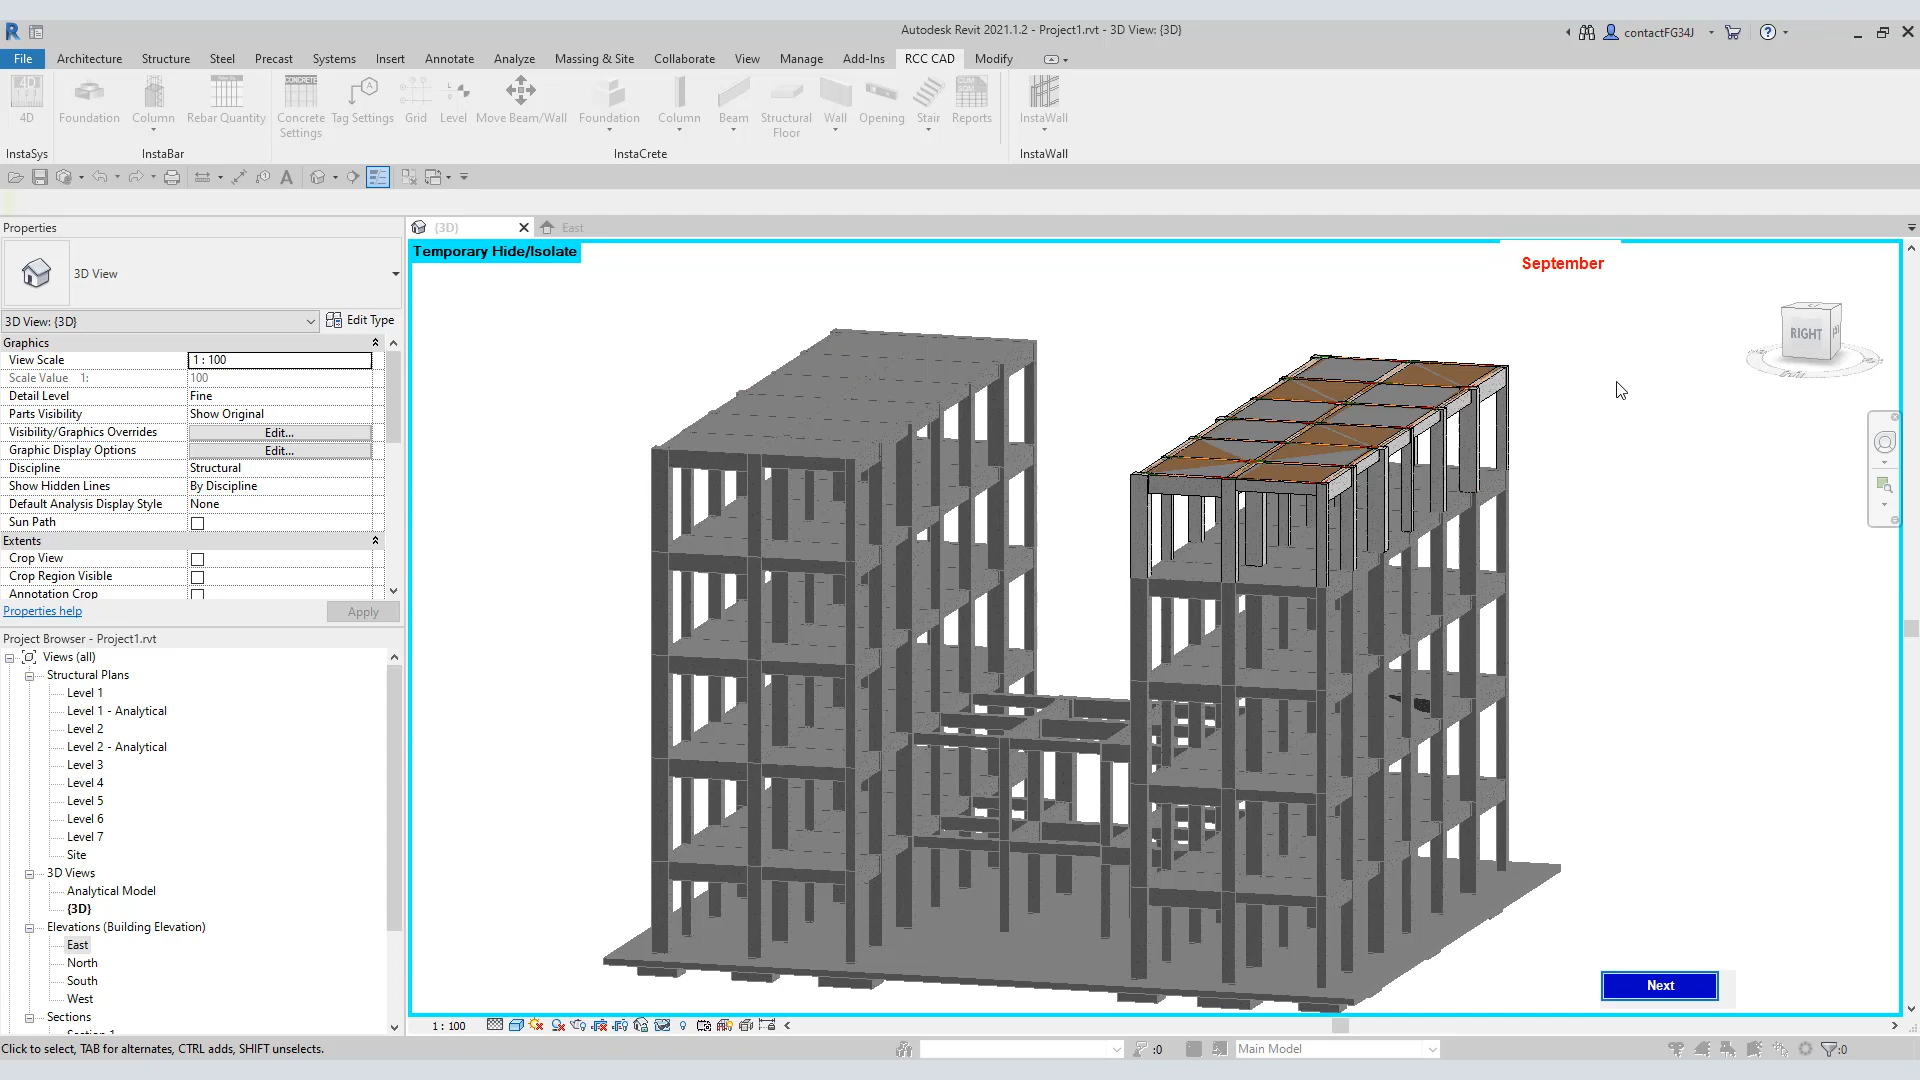 Autodesk Revit 2021.1.2 - Project1.rvt - 3D View: {3D}
contactFG34J
File Architecture Structure Steel Precast Systems Insert Annotate Analyze Massing & Site Collaborate View Manage Add-Ins RCC CAD Modify
4D Foundation Column Rebar Quantity Concrete Settings Tag Settings Grid Level Move Beam/Wall Foundation Column Beam Structural Floor Wall Opening Stair Reports InstaWall
InstaSys InstaBar InstaCrete InstaWall
Properties
{3D} East
Temporary Hide/Isolate
September
RIGHT
3D View
3D View: {3D} Edit Type
Graphics
View Scale 1 : 100
Scale Value 1: 100
Detail Level Fine
Parts Visibility Show Original
Visibility/Graphics Overrides Edit...
Graphic Display Options Edit...
Discipline Structural
Show Hidden Lines By Discipline
Default Analysis Display Style None
Sun Path
Extents
Crop View
Crop Region Visible
Annotation Crop
Properties help Apply
Project Browser - Project1.rvt
Views (all)
Structural Plans
Level 1
Level 1 - Analytical
Level 2
Level 2 - Analytical
Level 3
Level 4
Level 5
Level 6
Level 7
Site
3D Views
Analytical Model
{3D}
Elevations (Building Elevation)
East
North
South
West
Sections
Section 1
Next
1 : 100
Click to select, TAB for alternates, CTRL adds, SHIFT unselects.
:0
Main Model
:0